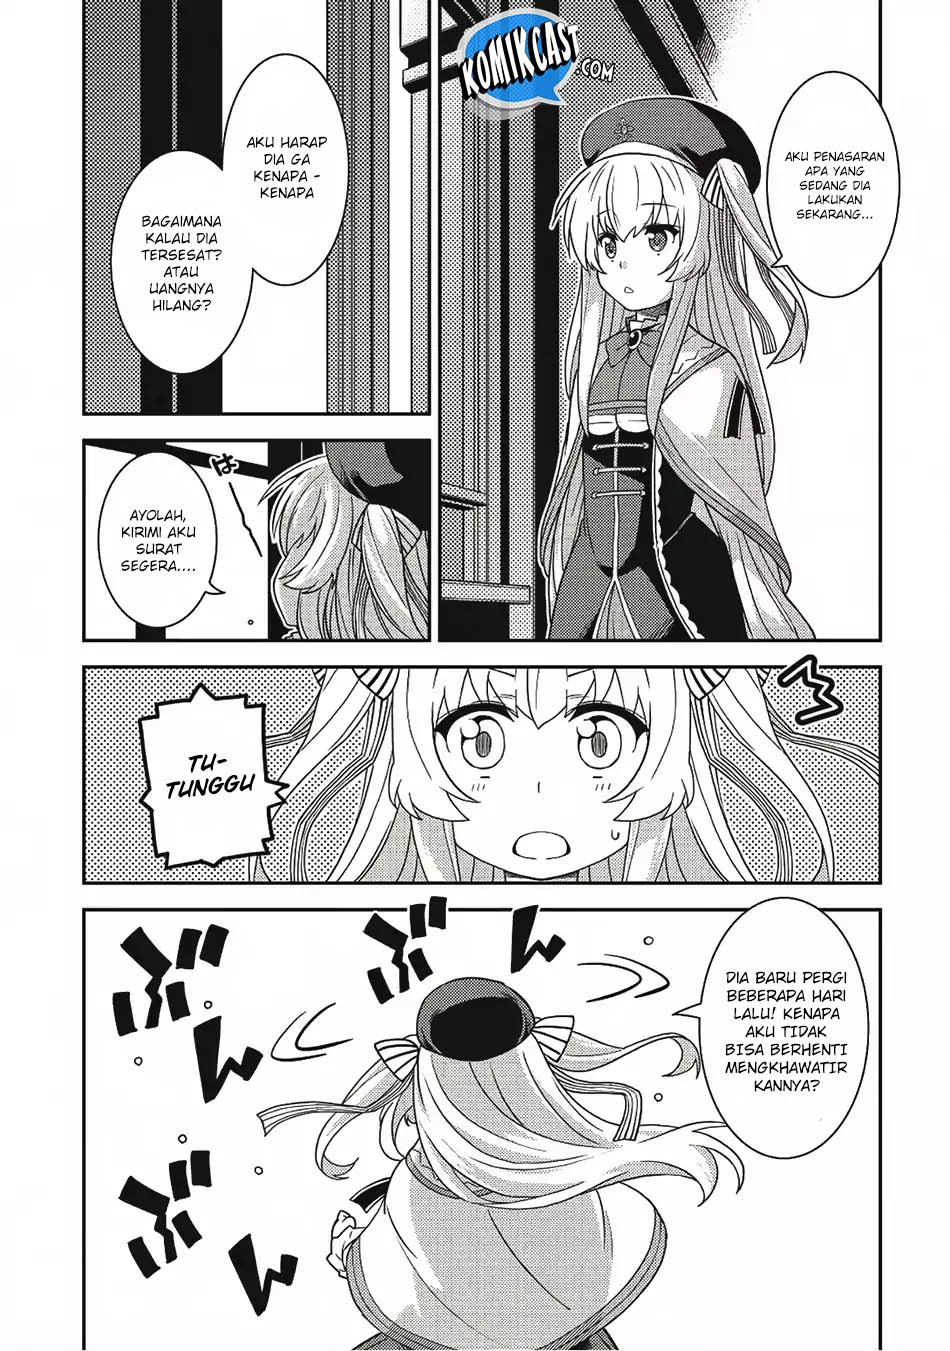 KOMIKCAST
.COM
AKU PENASARAN
APA YANG
SEDANG DIA
LAKUKAN
SEKARANG...
AKU HARAP
DIA GA
KENAPA -
KENAPA
BAGAIMANA
KALAU DIA
TERSESAT?
ATAU
UANGNYA
HILANG?
は
AYOLAH,
KIRIMI AKU
SURAT
SEGERA....
TU-
TUNGGU
DIA BARU PERGI
BEBERAPA HARI
LALU! KENAPA
AKU TIDAK
BISA BERHENTI
MENGKHAWATIR
KANNYA?
ぶん
ぶん
ぶん
ぶん